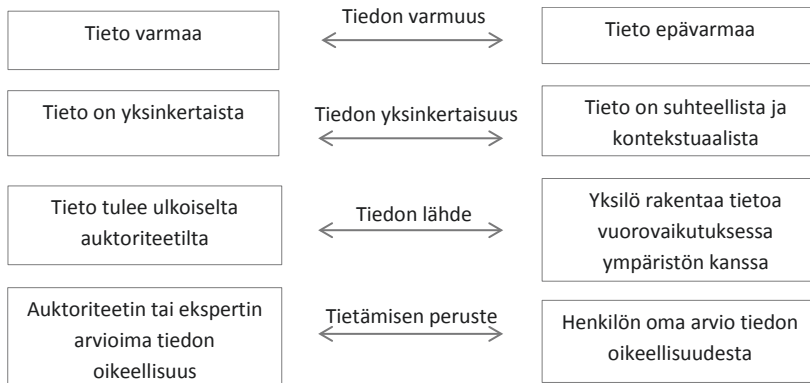 Tieto varmaa
Tiedon varmuus
Tieto epävarmaa
Tieto on yksinkertaista
Tiedon yksinkertaisuus
Tieto on suhteellista ja
kontekstuaalista
Tieto tulee ulkoiselta
auktoriteetilta
Tiedon lähde
Yksilö rakentaa tietoa
vuorovaikutuksessa
ympäristön kanssa
Auktoriteetin tai ekspertin
arvioima tiedon
oikeellisuus
Tietämisen peruste
Henkilön oma arvio tiedon
oikeellisuudesta